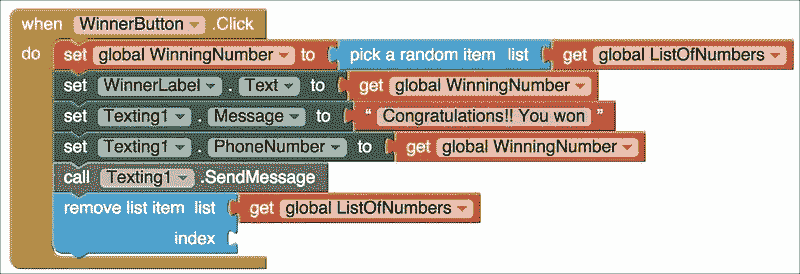 when WinnerButton .Click
do set global WinningNumber to pick a random item list get global ListOfNumbers
set WinnerLabel . Text to get global WinningNumber
set Texting1 . Message to “ Congratulations!! You won ”
set Texting1 . PhoneNumber to get global WinningNumber
call Texting1 .SendMessage
remove list item list get global ListOfNumbers
index